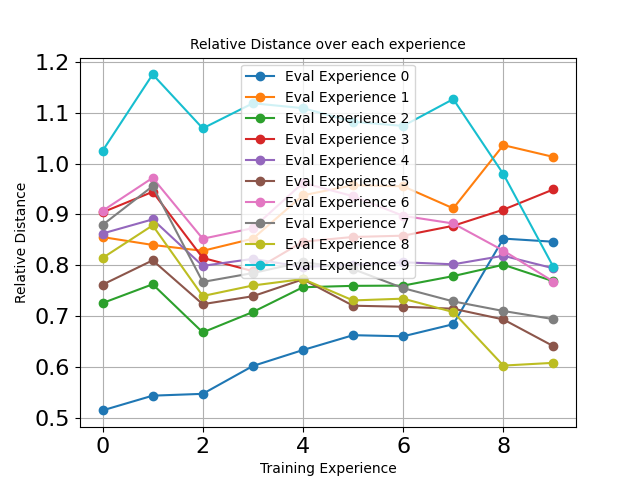 Relative Distance over each experience
1.2
1.1
1.0
0.9
0.8
0.7
0.6
0.5
Relative Distance
Eval Experience 0
Eval Experience 1
Eval Experience 2
Eval Experience 3
Eval Experience 4
Eval Experience 5
Eval Experience 6
Eval Experience 7
Eval Experience 8
Eval Experience 9
0 2 4 6 8
Training Experience